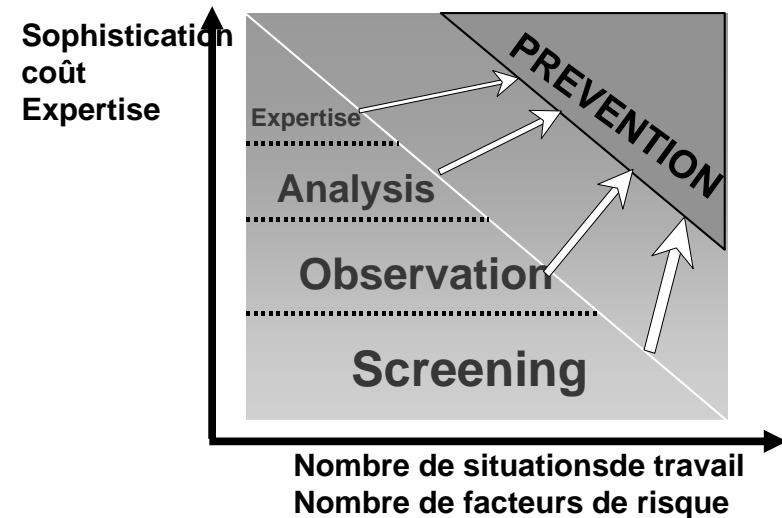 Sophistication
coût
Expertise
PREVENTION
Expertise
Analysis
Observation
Screening
Nombre de situationsde travail
Nombre de facteurs de risque